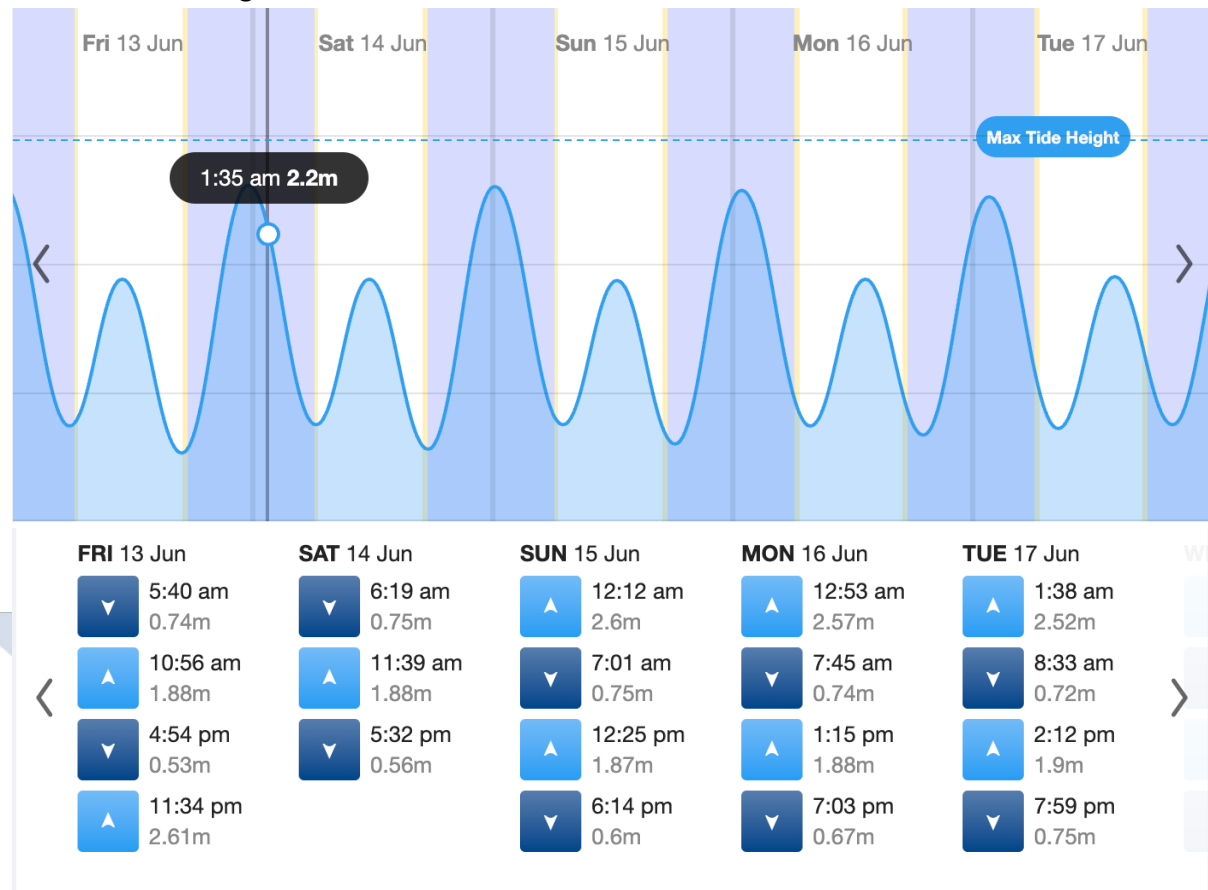 Fri 13 Jun
Sat 14 Jun
Sun 15 Jun
Mon 16 Jun
Tue 17 Jun
Max Tide Height
1:35 am 2.2m
FRI 13 Jun
5:40 am
0.74m
10:56 am
1.88m
4:54 pm
0.53m
11:34 pm
2.61m
SAT 14 Jun
6:19 am
0.75m
11:39 am
1.88m
5:32 pm
0.56m
SUN 15 Jun
12:12 am
2.6m
7:01 am
0.75m
12:25 pm
1.87m
6:14 pm
0.6m
MON 16 Jun
12:53 am
2.57m
7:45 am
0.74m
1:15 pm
1.88m
7:03 pm
0.67m
TUE 17 Jun
1:38 am
2.52m
8:33 am
0.72m
2:12 pm
1.9m
7:59 pm
0.75m